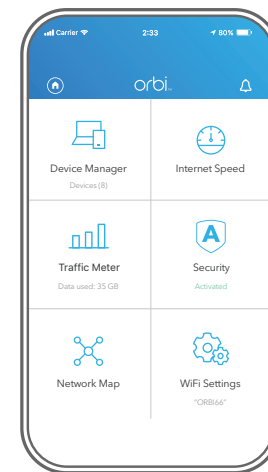 Carrier 2:33 80%
orbi
Device Manager Internet Speed
Devices (8)
A
Traffic Meter Security
Data used: 35 GB Activated
Network Map WiFi Settings
"ORBI66"